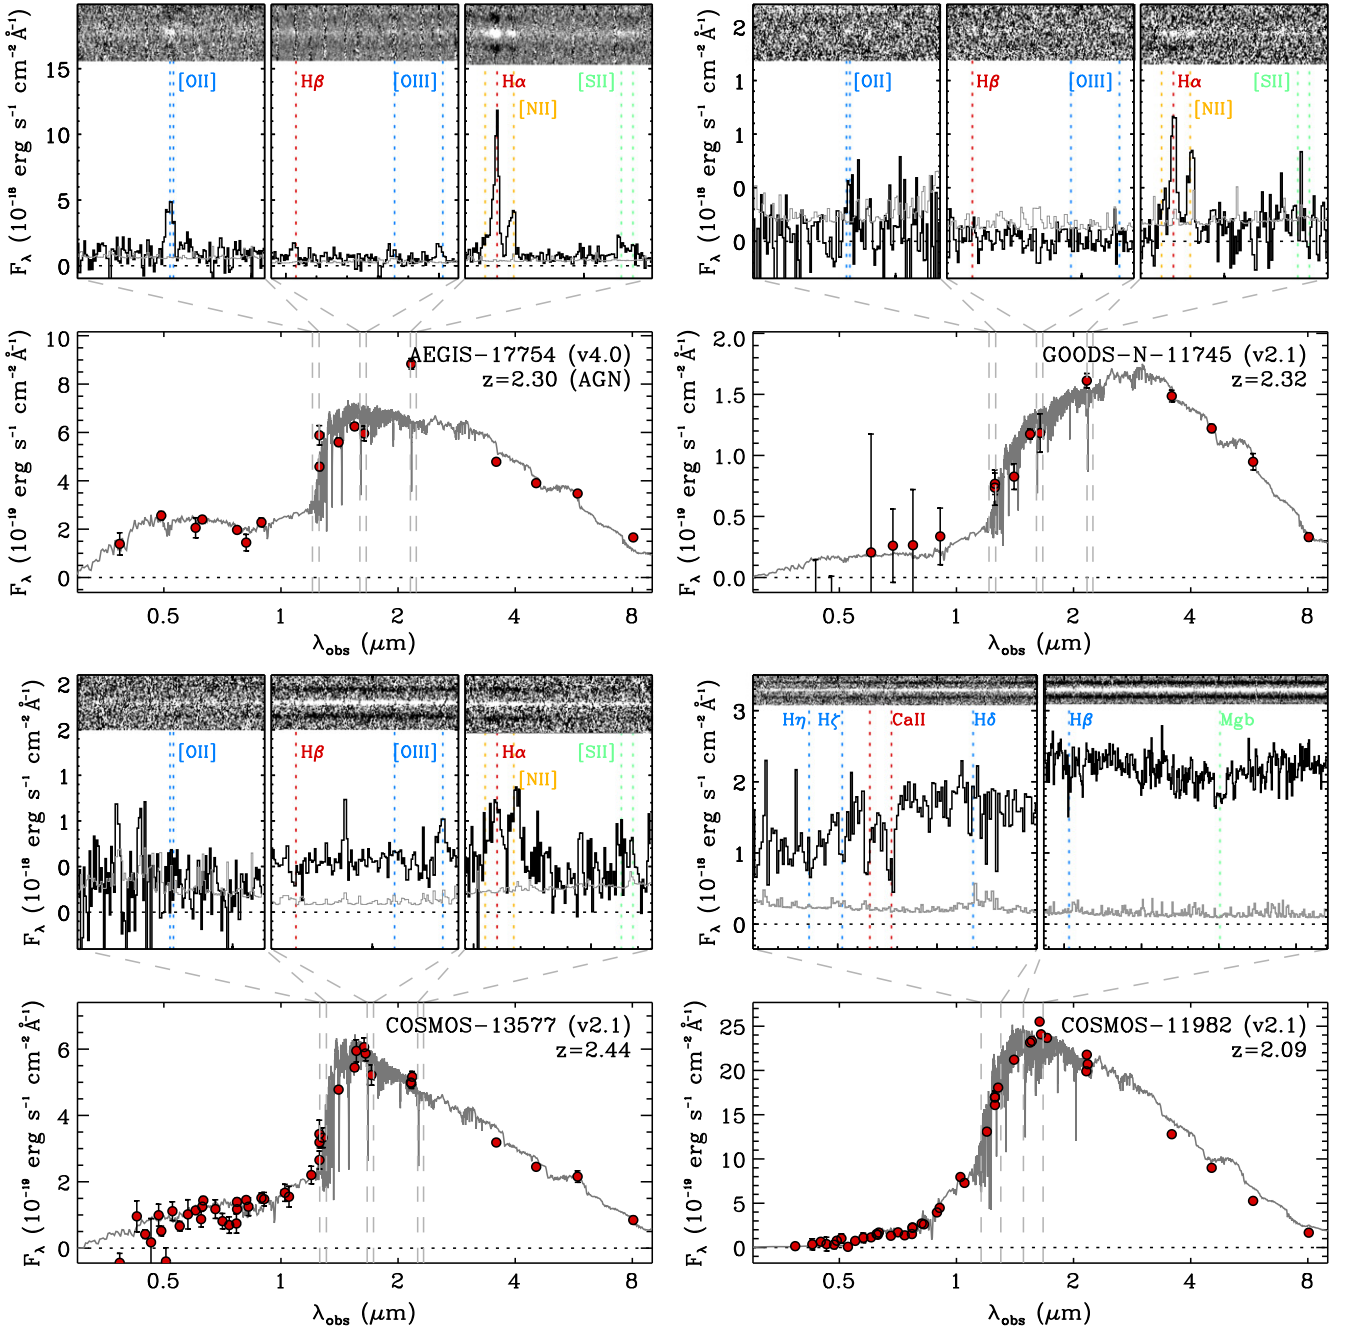 [OII] Hβ [OIII] Hα [SII]
[NII]
15
10
5
0
F_λ (10⁻¹⁸ erg s⁻¹ cm⁻² Å⁻¹)
AEGIS-17754 (v4.0)
z=2.30 (AGN)
10
8
6
4
2
0
F_λ (10⁻¹⁹ erg s⁻¹ cm⁻² Å⁻¹)
0.5 1 2 4 8
λ_obs (μm)
[OII] Hβ [OIII] Hα [SII]
[NII]
2
1
1
0
0
F_λ (10⁻¹⁸ erg s⁻¹ cm⁻² Å⁻¹)
GOODS-N-11745 (v2.1)
z=2.32
2.0
1.5
1.0
0.5
0.0
F_λ (10⁻¹⁹ erg s⁻¹ cm⁻² Å⁻¹)
0.5 1 2 4 8
λ_obs (μm)
[OII] Hβ [OIII] Hα [SII]
[NII]
2
2
1
1
0
0
F_λ (10⁻¹⁸ erg s⁻¹ cm⁻² Å⁻¹)
COSMOS-13577 (v2.1)
z=2.44
6
4
2
0
F_λ (10⁻¹⁹ erg s⁻¹ cm⁻² Å⁻¹)
0.5 1 2 4 8
λ_obs (μm)
Hη Hζ CaII Hδ Hβ Mgb
3
2
1
0
F_λ (10⁻¹⁸ erg s⁻¹ cm⁻² Å⁻¹)
COSMOS-11982 (v2.1)
z=2.09
25
20
15
10
5
0
F_λ (10⁻¹⁹ erg s⁻¹ cm⁻² Å⁻¹)
0.5 1 2 4 8
λ_obs (μm)